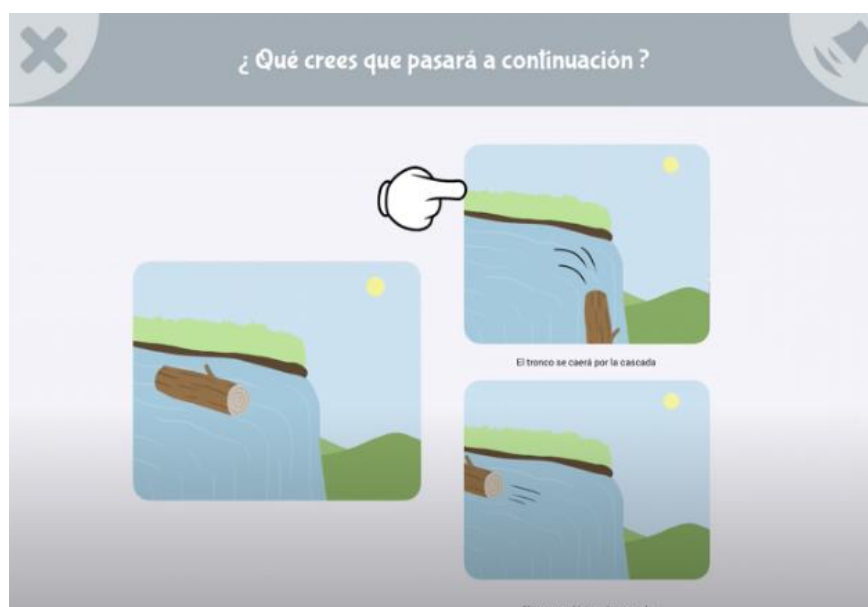 ¿ Qué crees que pasará a continuación ?
El tronco se caerá por la cascada